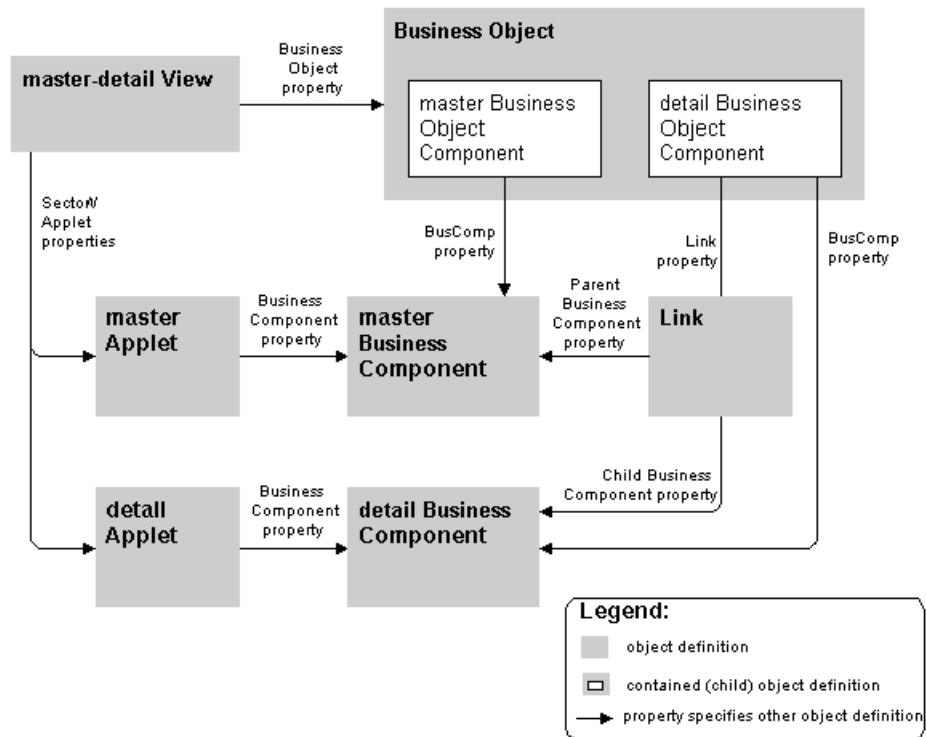 Business Object
master-detail View
Business
Object
property
master Business
Object
Component
detail Business
Object
Component
SectorN/
Applet
properties
BusComp
property
Link
property
BusComp
property
master
Applet
Business
Component
property
master
Business
Component
Parent
Business
Component
property
Link
Child Business
Component property
detail
Applet
Business
Component
property
detail Business
Component
Legend:
object definition
contained (child) object definition
property specifies other object definition